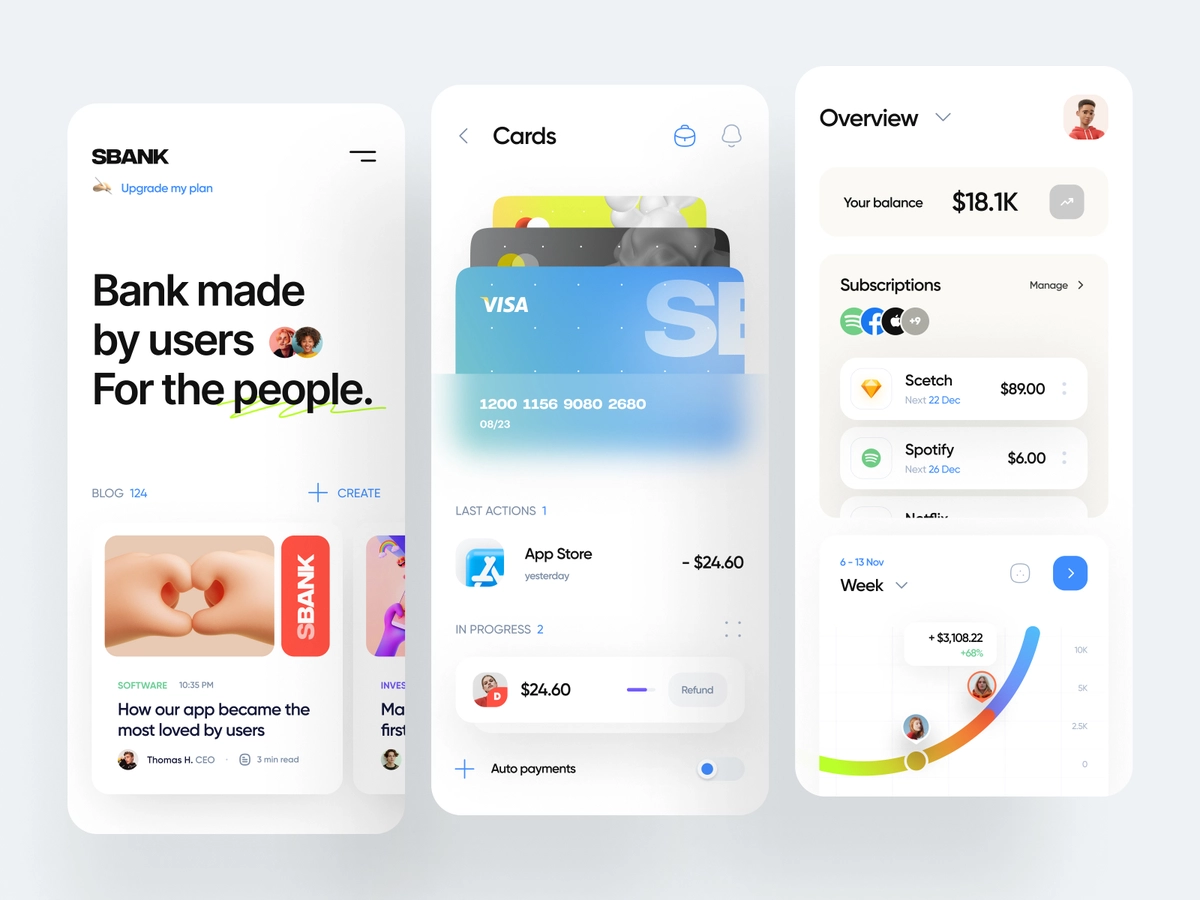 SBANK
Upgrade my plan
Bank made
by users
For the people.
BLOG 124
CREATE
SBANK
SOFTWARE 10:35 PM
How our app became the
most loved by users
Thomas H. CEO · 3 min read
INVES
Ma
first
Cards
VISA
SB
1200 1156 9080 2680
08/23
LAST ACTIONS 1
App Store
yesterday
- $24.60
IN PROGRESS 2
D
$24.60
Refund
Auto payments
Overview
Your balance
$18.1K
Subscriptions
Manage
+9
Scetch
Next 22 Dec
$89.00
Spotify
Next 26 Dec
$6.00
Netflix
6 - 13 Nov
Week
+ $3,108.22
+68%
10K
5K
2.5K
0